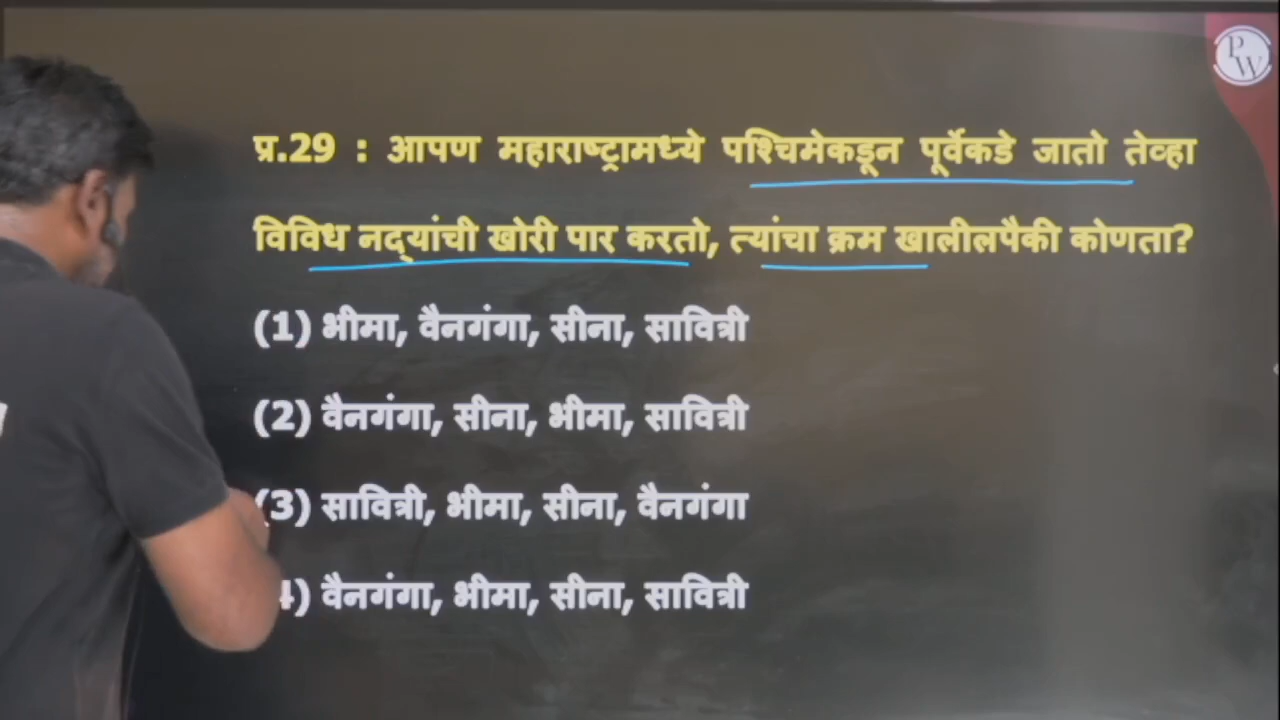 PW
प्र.29 : आपण महाराष्ट्रामध्ये पश्चिमेकडून पूर्वेकडे जातो तेव्हा
विविध नद्यांची खोरी पार करतो, त्यांचा क्रम खालीलपैकी कोणता?
(1) भीमा, वैनगंगा, सीना, सावित्री
(2) वैनगंगा, सीना, भीमा, सावित्री
(3) सावित्री, भीमा, सीना, वैनगंगा
4) वैनगंगा, भीमा, सीना, सावित्री